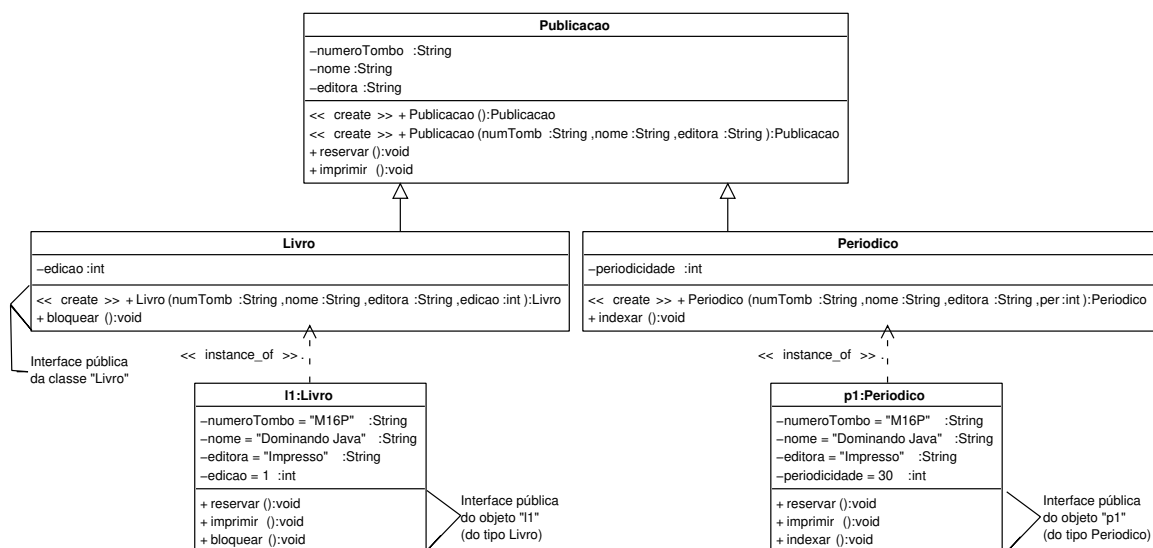 Publicacao
−numeroTombo :String
−nome :String
−editora :String
<< create >> + Publicacao ():Publicacao
<< create >> + Publicacao (numTomb :String ,nome :String ,editora :String ):Publicacao
+ reservar ():void
+ imprimir ():void
Livro
−edicao :int
<< create >> + Livro (numTomb :String ,nome :String ,editora :String ,edicao :int ):Livro
+ bloquear ():void
Periodico
−periodicidade :int
<< create >> + Periodico (numTomb :String ,nome :String ,editora :String ,per :int ):Periodico
+ indexar ():void
Interface pública
da classe "Livro"
<< instance_of >> .
<< instance_of >> .
l1:Livro
−numeroTombo = "M16P" :String
−nome = "Dominando Java" :String
−editora = "Impresso" :String
−edicao = 1 :int
+ reservar ():void
+ imprimir ():void
+ bloquear ():void
Interface pública
do objeto "l1"
(do tipo Livro)
p1:Periodico
−numeroTombo = "M16P" :String
−nome = "Dominando Java" :String
−editora = "Impresso" :String
−periodicidade = 30 :int
+ reservar ():void
+ imprimir ():void
+ indexar ():void
Interface pública
do objeto "p1"
(do tipo Periodico)